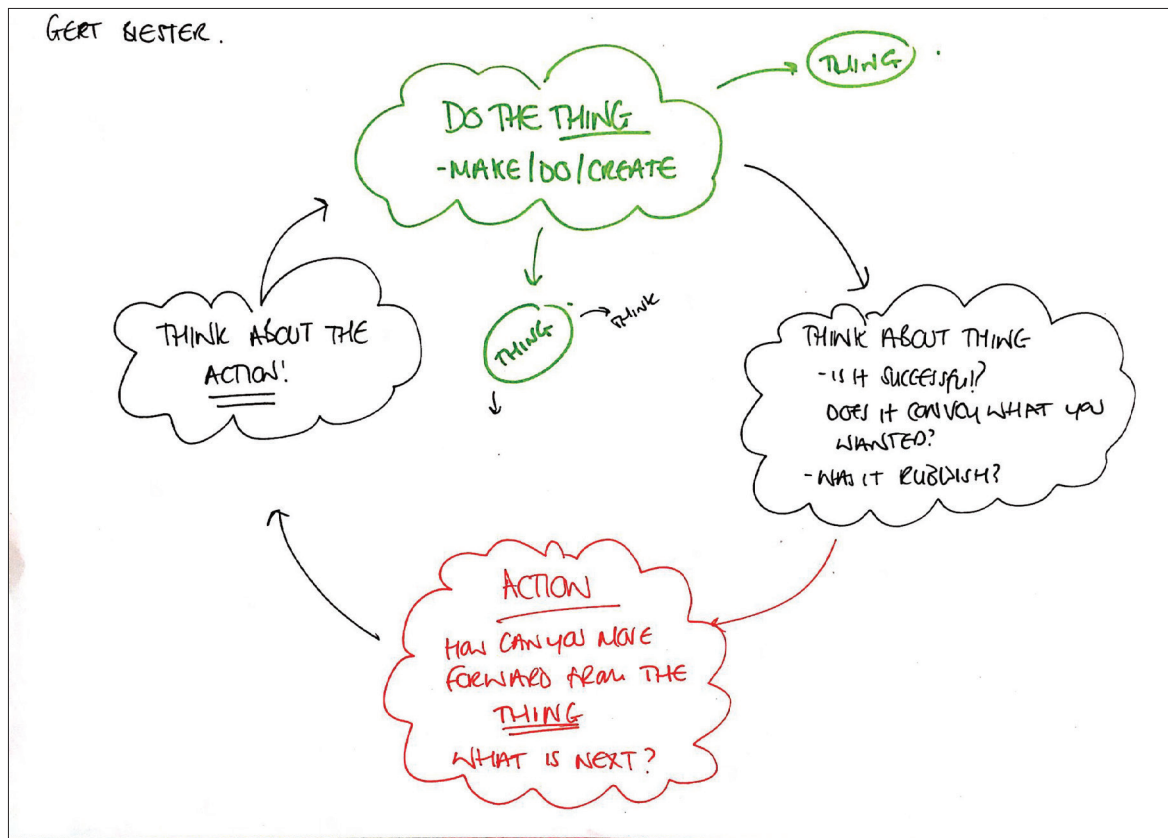 GERT BIESTER.
THING
DO THE THING
-MAKE/DO/CREATE
THING
THINK
THINK ABOUT THE
ACTION!
THINK ABOUT THING
-IS IT SUCCESSFUL?
DOES IT CONVEY WHAT YOU
WANTED?
-WAS IT RUBBISH?
ACTION
HOW CAN YOU MOVE
FORWARD FROM THE
THING
WHAT IS NEXT?